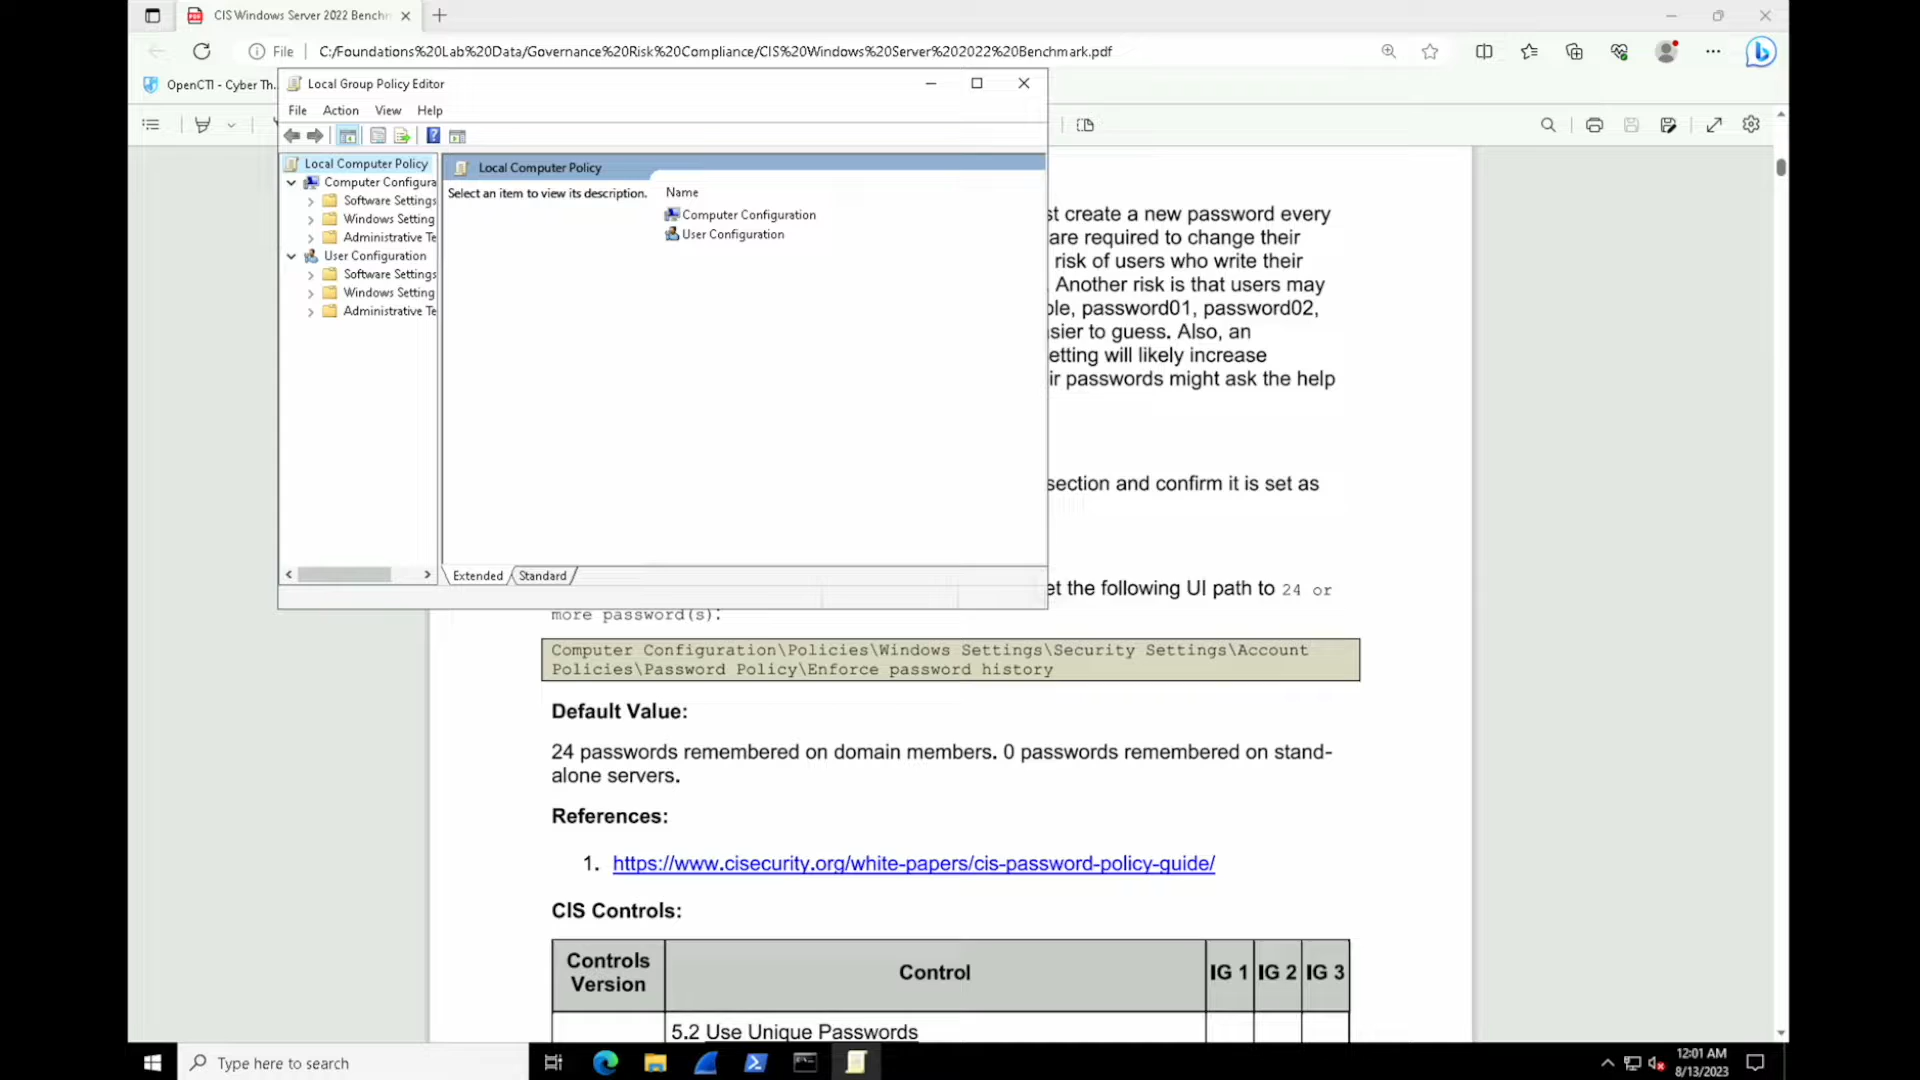 CIS Windows Server 2022 Benchm
File
C:/Foundations%20Lab%20Data/Governance%20Risk%20Compliance/CIS%20Windows%20Server%202022%20Benchmark.pdf
OpenCTI - Cyber Th...
Local Group Policy Editor
File Action View Help
Local Computer Policy
Computer Configura
Software Settings
Windows Setting
Administrative Te
User Configuration
Software Settings
Windows Setting
Administrative Te
Local Computer Policy
Select an item to view its description.
Name
Computer Configuration
User Configuration
Extended
Standard
st create a new password every
are required to change their
risk of users who write their
. Another risk is that users may
ple, password01, password02,
sier to guess. Also, an
etting will likely increase
ir passwords might ask the help
section and confirm it is set as
et the following UI path to 24 or
more password(s):
Computer Configuration\Policies\Windows Settings\Security Settings\Account
Policies\Password Policy\Enforce password history
Default Value:
24 passwords remembered on domain members. 0 passwords remembered on stand-
alone servers.
References:
1. https://www.cisecurity.org/white-papers/cis-password-policy-guide/
CIS Controls:
Controls
Version
Control
IG 1
IG 2
IG 3
5.2 Use Unique Passwords
Type here to search
12:01 AM
8/13/2023